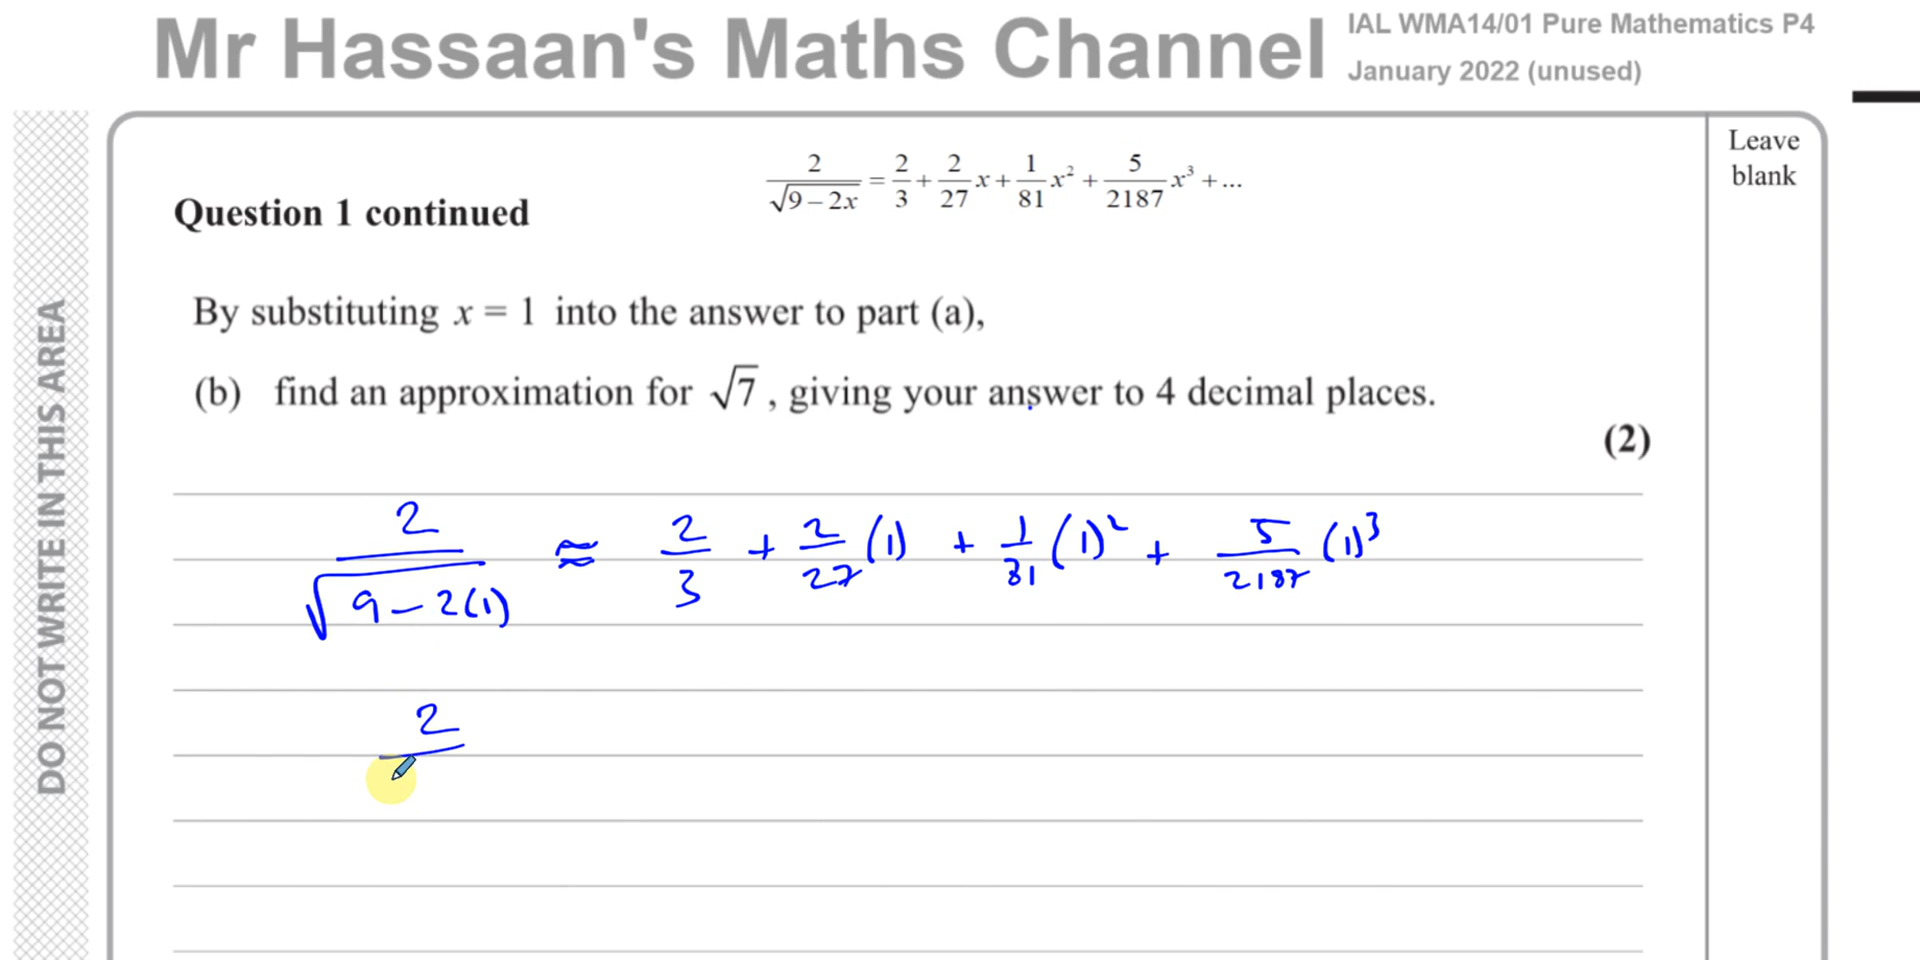 Mr Hassaan's Maths Channel
IAL WMA14/01 Pure Mathematics P4
January 2022 (unused)
Leave
blank
DO NOT WRITE IN THIS AREA
Question 1 continued
2/√(9 – 2x) = 2/3 + 2/27 x + 1/81 x² + 5/2187 x³ + ...
By substituting x = 1 into the answer to part (a),
(b) find an approximation for √7 , giving your answer to 4 decimal places.
(2)
2/√(9 – 2(1)) ≈ 2/3 + 2/27 (1) + 1/81 (1)² + 5/2187 (1)³
2